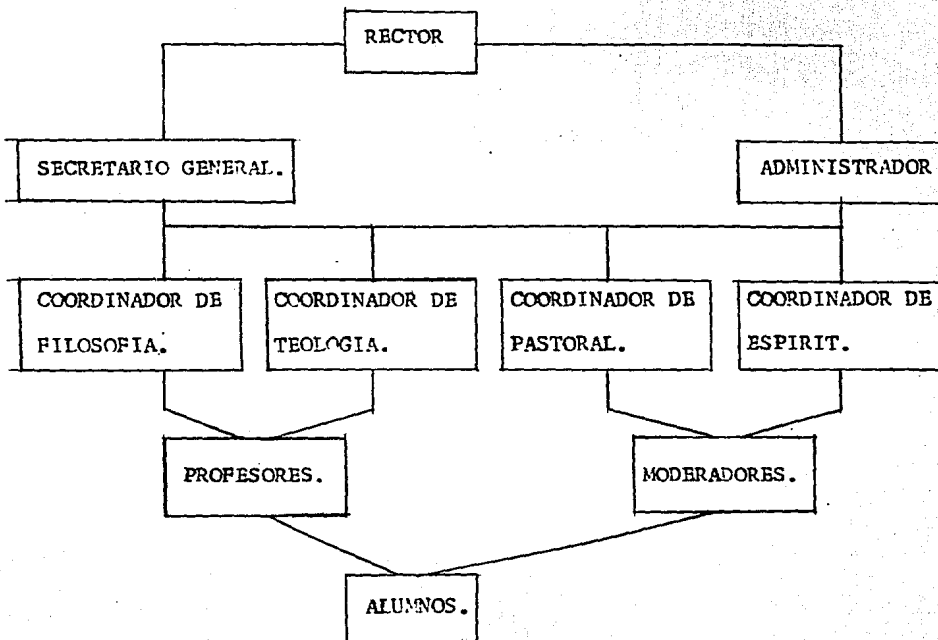 RECTOR
SECRETARIO GENERAL.
ADMINISTRADOR
COORDINADOR DE
FILOSOFIA.
COORDINADOR DE
TEOLOGIA.
COORDINADOR DE
PASTORAL.
COORDINADOR DE
ESPIRIT.
PROFESORES.
MODERADORES.
ALUMNOS.